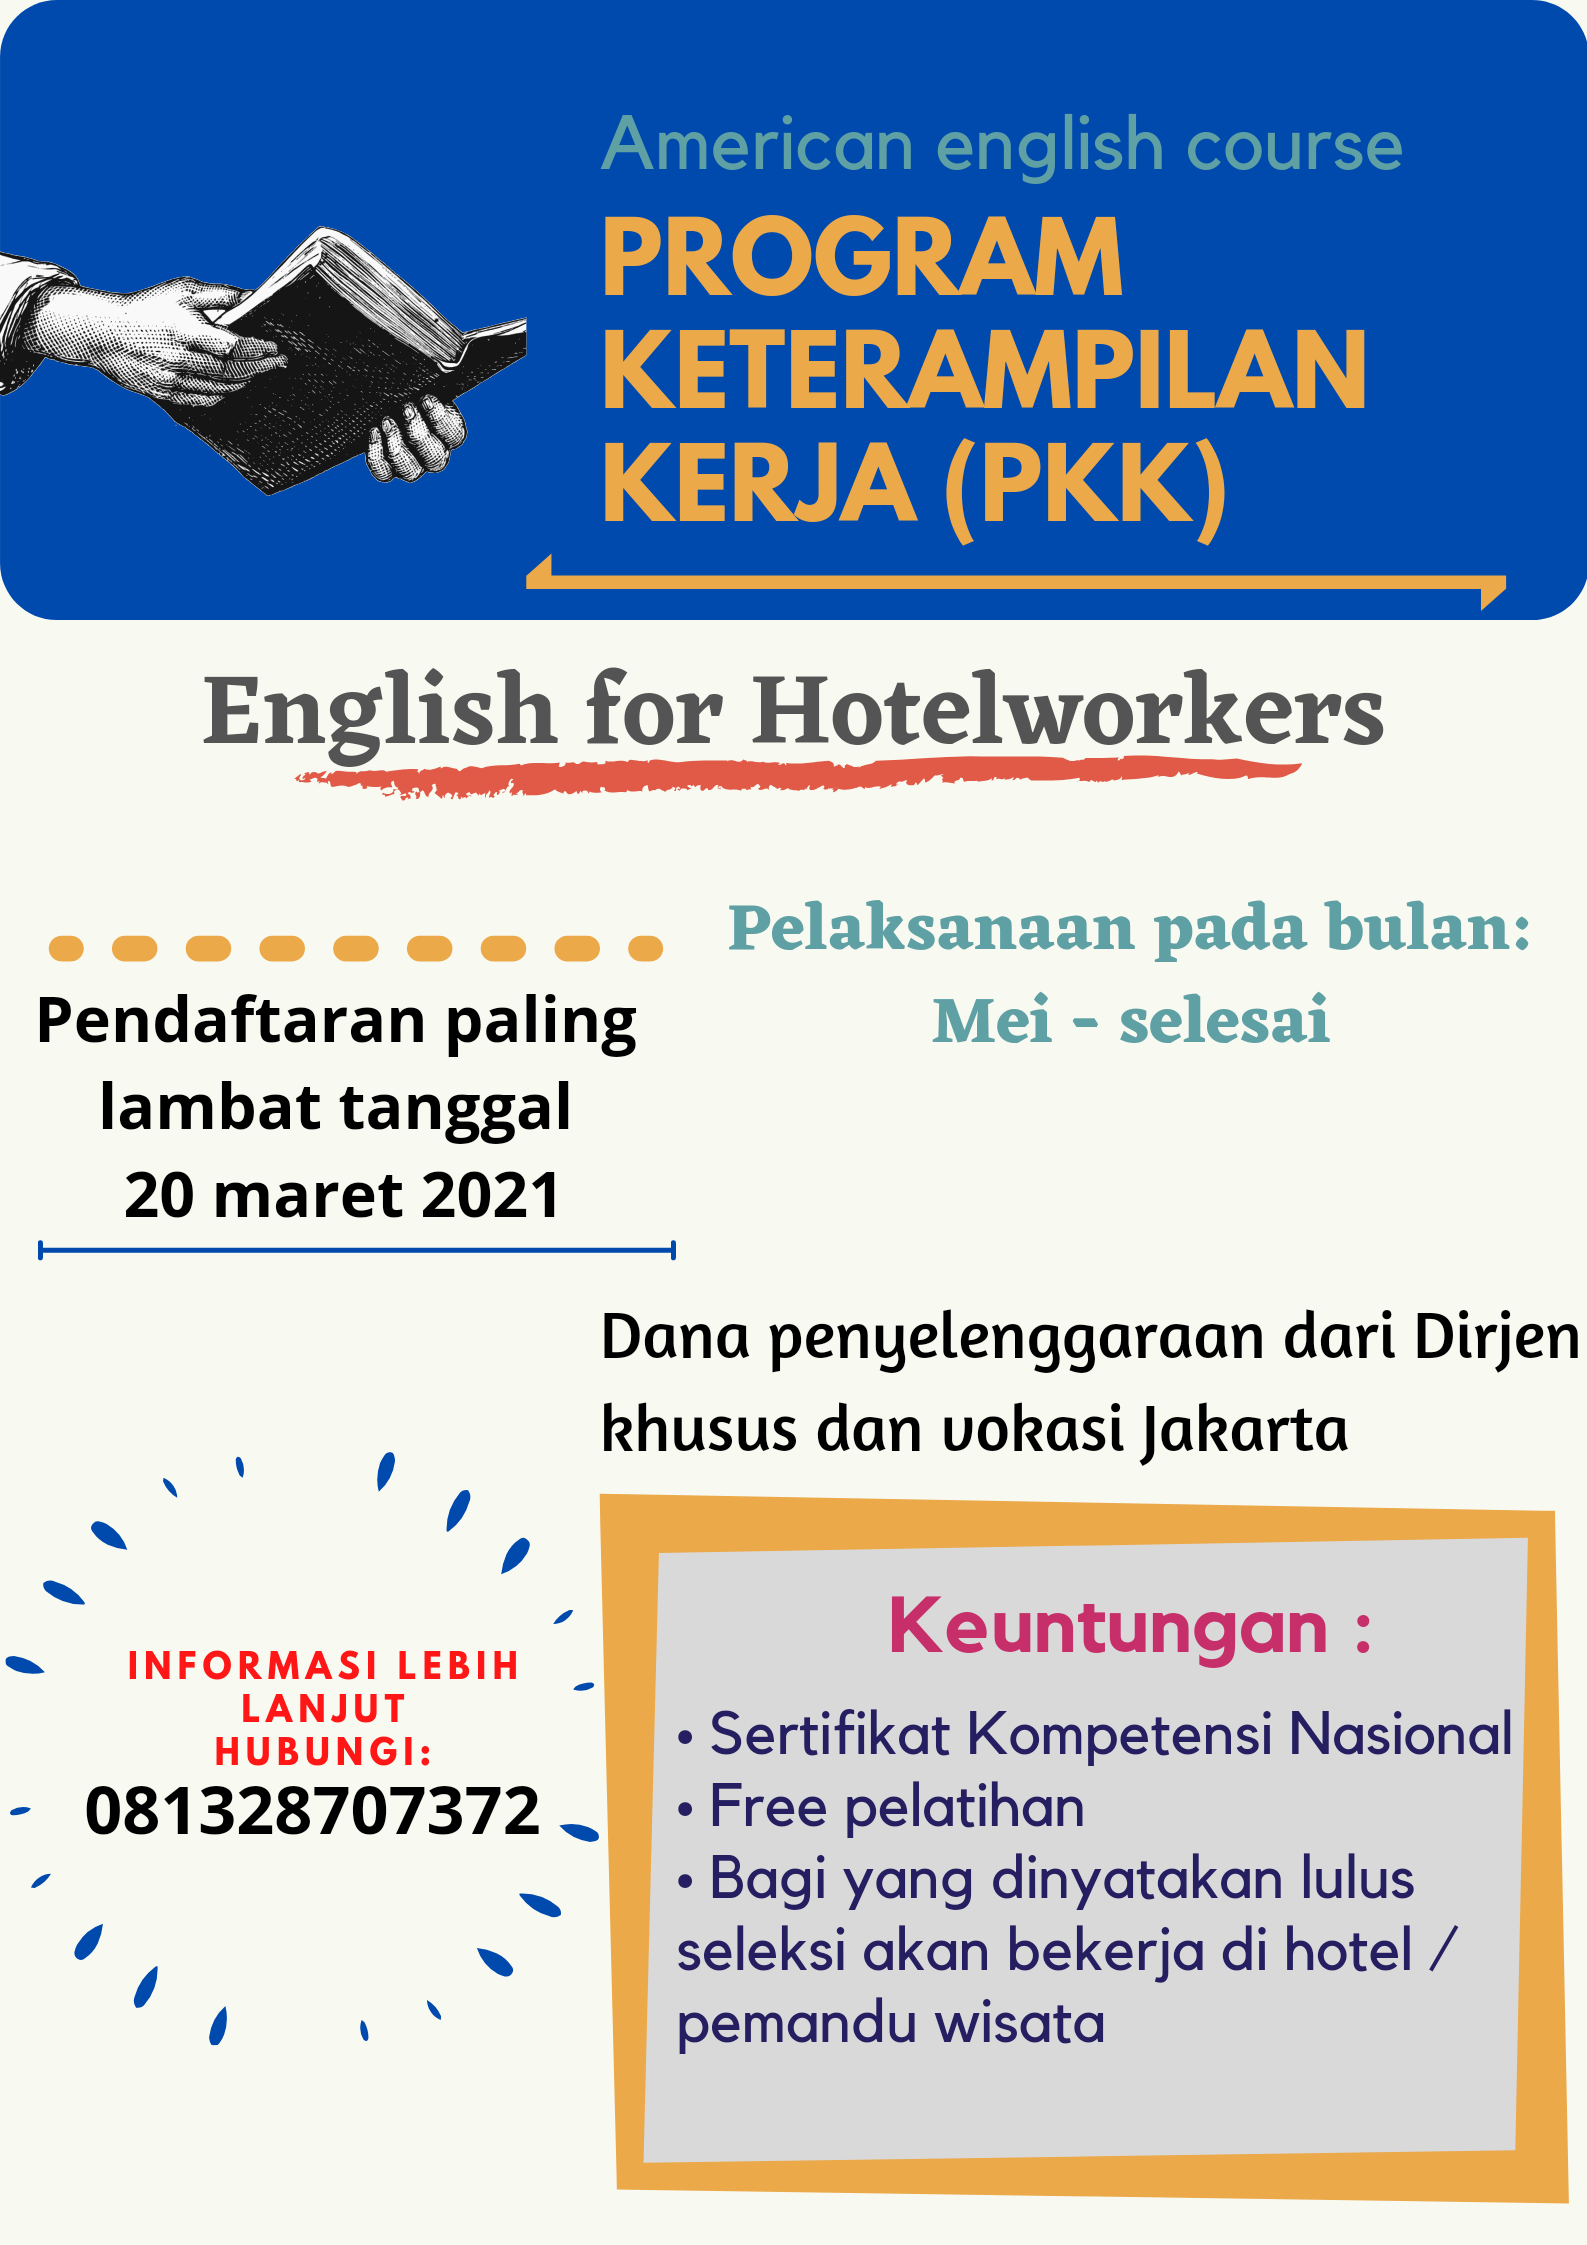 American english course
PROGRAM
KETERAMPILAN
KERJA (PKK)
English for Hotelworkers
Pelaksanaan pada bulan:
Mei - selesai
Pendaftaran paling
lambat tanggal
20 maret 2021
Dana penyelenggaraan dari Dirjen
khusus dan vokasi Jakarta
INFORMASI LEBIH
LANJUT
HUBUNGI:
081328707372
Keuntungan :
• Sertifikat Kompetensi Nasional
• Free pelatihan
• Bagi yang dinyatakan lulus
seleksi akan bekerja di hotel /
pemandu wisata